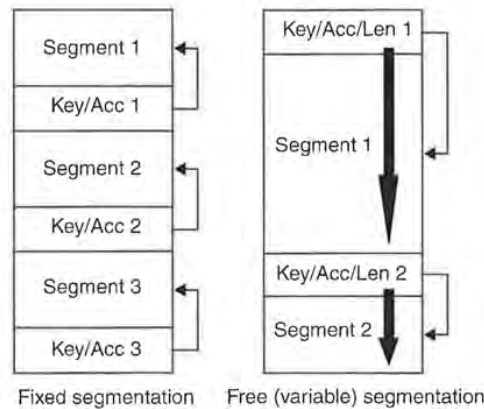 Segment 1
Key/Acc 1
Segment 2
Key/Acc 2
Segment 3
Key/Acc 3
Fixed segmentation
Key/Acc/Len 1
Segment 1
Key/Acc/Len 2
Segment 2
Free (variable) segmentation